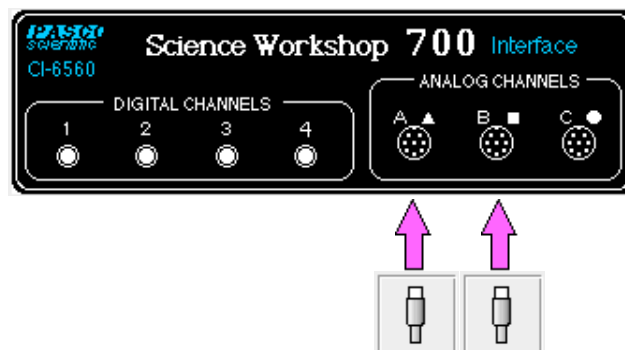 PASCO
scientific
CI-6560
Science Workshop 700 Interface
DIGITAL CHANNELS
1 2 3 4
ANALOG CHANNELS
A B C